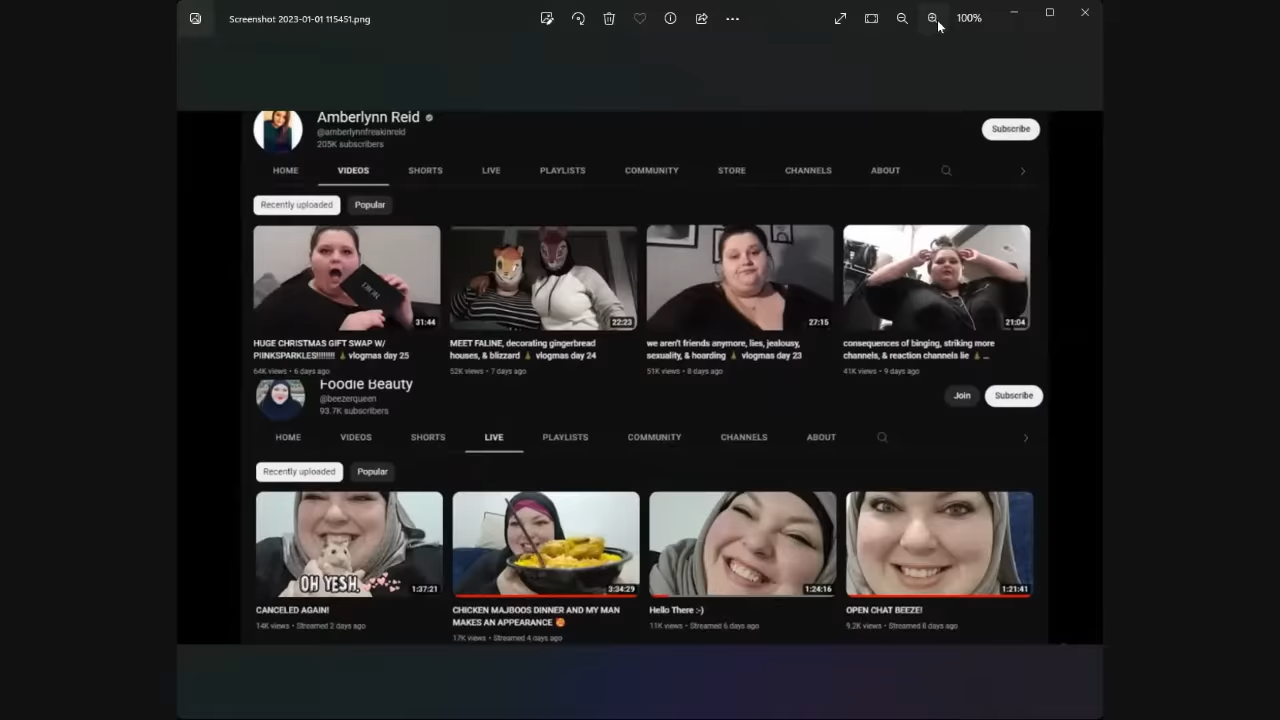 Screenshot 2023-01-01 115451.png
100%
Amberlynn Reid
@amberlynnfreakinreid
205K subscribers
Subscribe
HOME VIDEOS SHORTS LIVE PLAYLISTS COMMUNITY STORE CHANNELS ABOUT
Recently uploaded Popular
DIOR
31:44 22:23 27:15 21:04
HUGE CHRISTMAS GIFT SWAP W/
PIINKSPARKLES!!!!!!!! 🎄 vlogmas day 25
64K views • 6 days ago
MEET FALINE, decorating gingerbread
houses, & blizzard 🎄 vlogmas day 24
52K views • 7 days ago
we aren't friends anymore, lies, jealousy,
sexuality, & hoarding 🎄 vlogmas day 23
51K views • 8 days ago
consequences of binging, striking more
channels, & reaction channels lie 🎄 ...
41K views • 9 days ago
Foodie Beauty
@beezerqueen
93.7K subscribers
Join Subscribe
HOME VIDEOS SHORTS LIVE PLAYLISTS COMMUNITY CHANNELS ABOUT
Recently uploaded Popular
OH YESH.
1:37:21 3:34:29 1:24:16 1:21:41
CANCELED AGAIN!
14K views • Streamed 2 days ago
CHICKEN MAJBOOS DINNER AND MY MAN
MAKES AN APPEARANCE 🥵
17K views • Streamed 4 days ago
Hello There :-)
11K views • Streamed 6 days ago
OPEN CHAT BEEZE!
9.2K views • Streamed 8 days ago